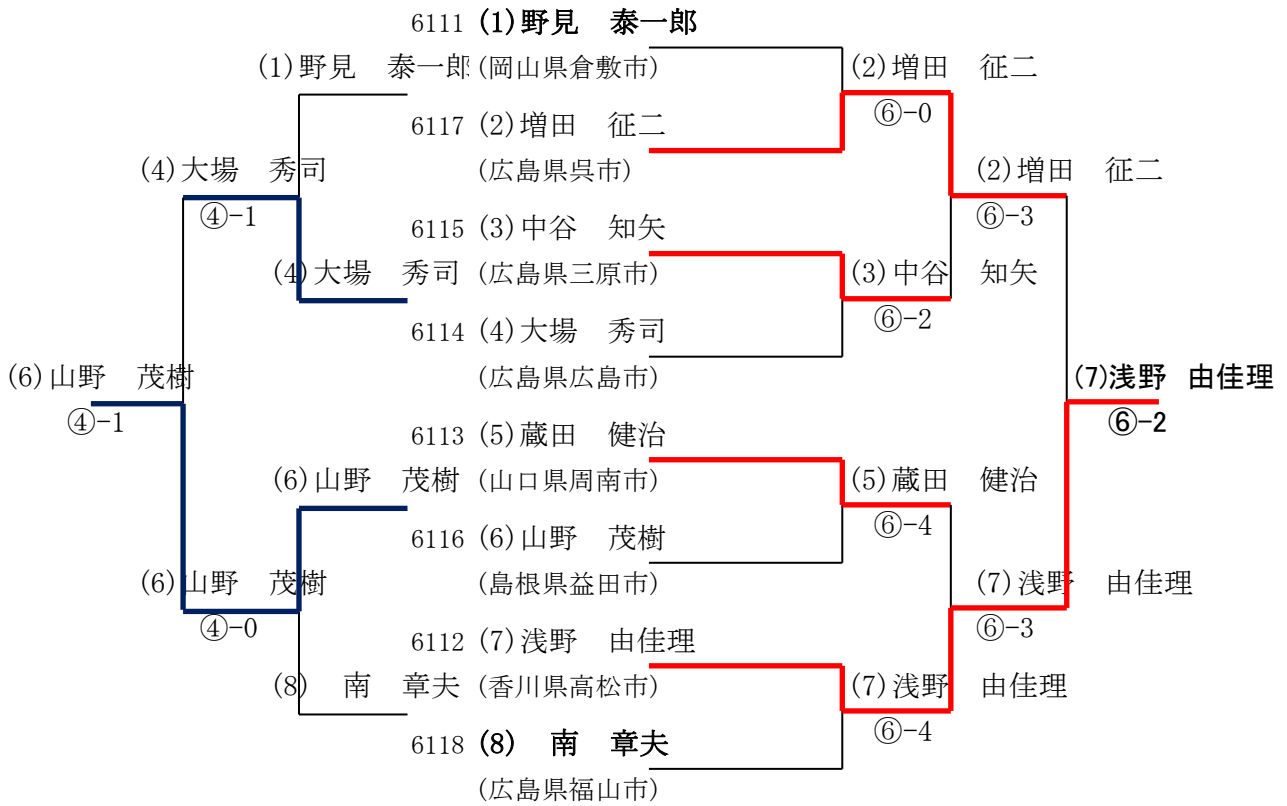 6111 (1)野見　泰一郎
(1)野見　泰一郎 (岡山県倉敷市) (2)増田　征二
⑥-0
6117 (2)増田　征二
(4)大場　秀司 (広島県呉市) (2)増田　征二
④-1 ⑥-3
6115 (3)中谷　知矢
(4)大場　秀司 (広島県三原市) (3)中谷　知矢
⑥-2
6114 (4)大場　秀司
(6)山野　茂樹 (広島県広島市) (7)浅野　由佳理
④-1 ⑥-2
6113 (5)蔵田　健治
(6)山野　茂樹 (山口県周南市) (5)蔵田　健治
⑥-4
6116 (6)山野　茂樹
(6)山野　茂樹 (島根県益田市) (7)浅野　由佳理
④-0 ⑥-3
6112 (7)浅野　由佳理
(8)　南　章夫 (香川県高松市) (7)浅野　由佳理
⑥-4
6118 (8)　南　章夫
(広島県福山市)